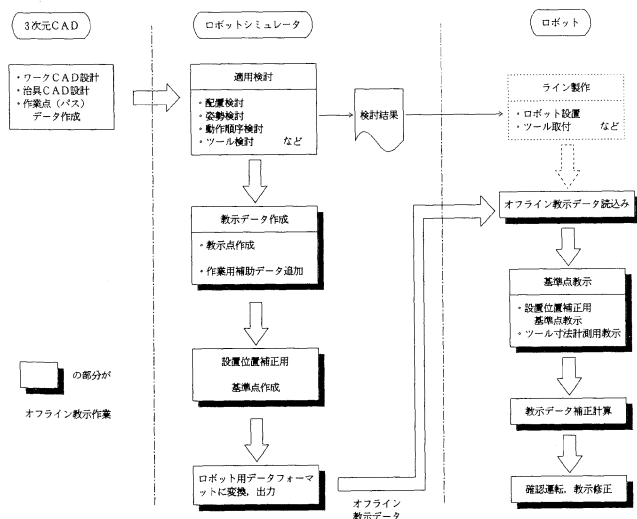 3次元CAD
ロボットシミュレータ
ロボット
・ワークCAD設計
・治具CAD設計
・作業点(パス)
データ作成
適用検討
・配置検討
・姿勢検討
・動作順序検討
・ツール検討 など
検討結果
ライン製作
・ロボット設置
・ツール取付 など
教示データ作成
・教示点作成
・作業用補助データ追加
オフライン教示データ読込み
基準点教示
・設置位置補正用
基準点教示
・ツール寸法計測用教示
設置位置補正用
基準点作成
の部分が
オフライン教示作業
教示データ補正計算
ロボット用データフォーマ
ットに変換,出力
オフライン
教示データ
確認運転,教示修正